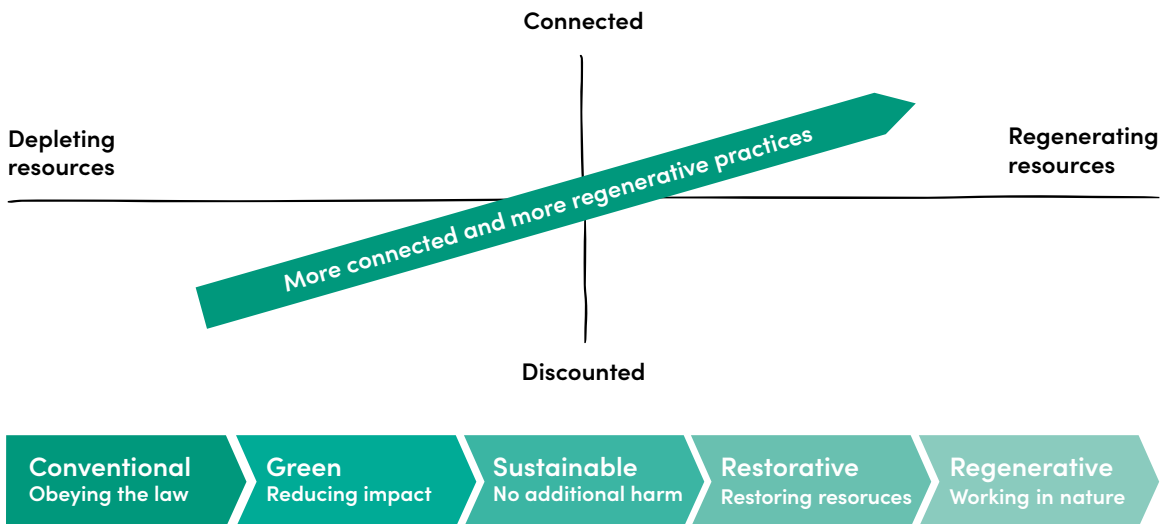 Connected
Depleting
resources
Regenerating
resources
More connected and more regenerative practices
Discounted
Conventional
Obeying the law
Green
Reducing impact
Sustainable
No additional harm
Restorative
Restoring resoruces
Regenerative
Working in nature